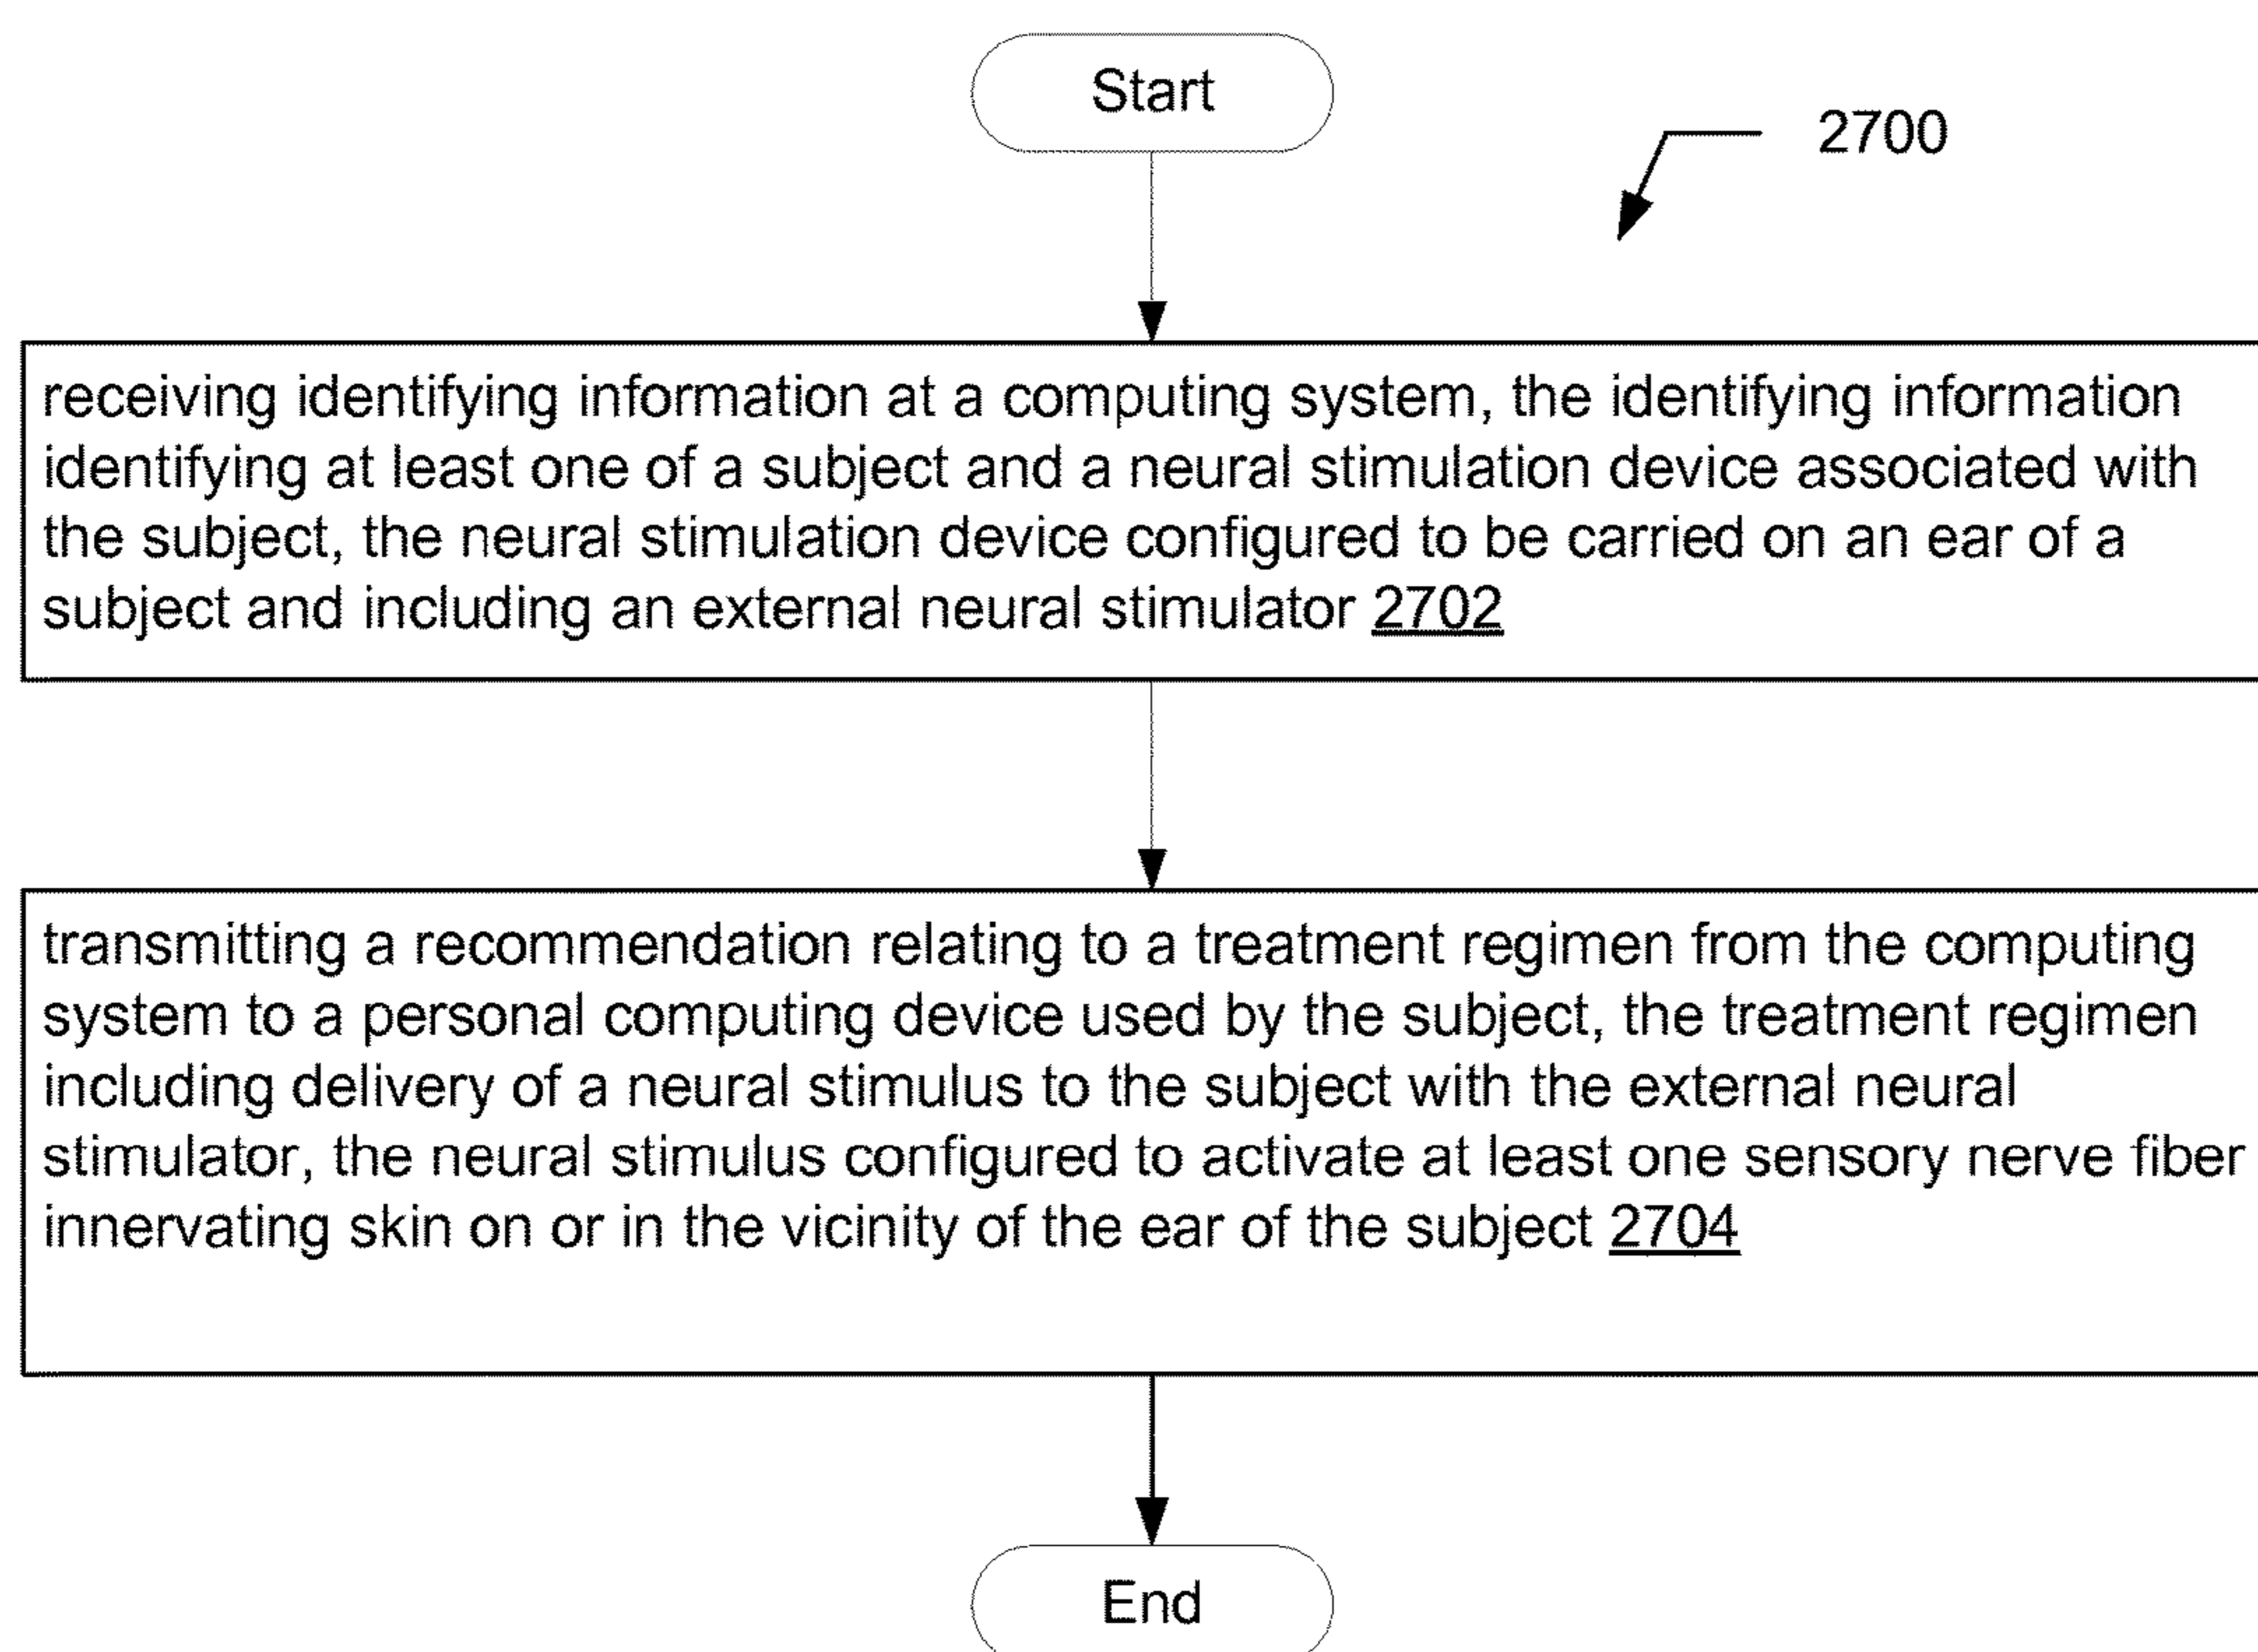 Start
2700
receiving identifying information at a computing system, the identifying information
identifying at least one of a subject and a neural stimulation device associated with
the subject, the neural stimulation device configured to be carried on an ear of a
subject and including an external neural stimulator 2702
transmitting a recommendation relating to a treatment regimen from the computing
system to a personal computing device used by the subject, the treatment regimen
including delivery of a neural stimulus to the subject with the external neural
stimulator, the neural stimulus configured to activate at least one sensory nerve fiber
innervating skin on or in the vicinity of the ear of the subject 2704
End